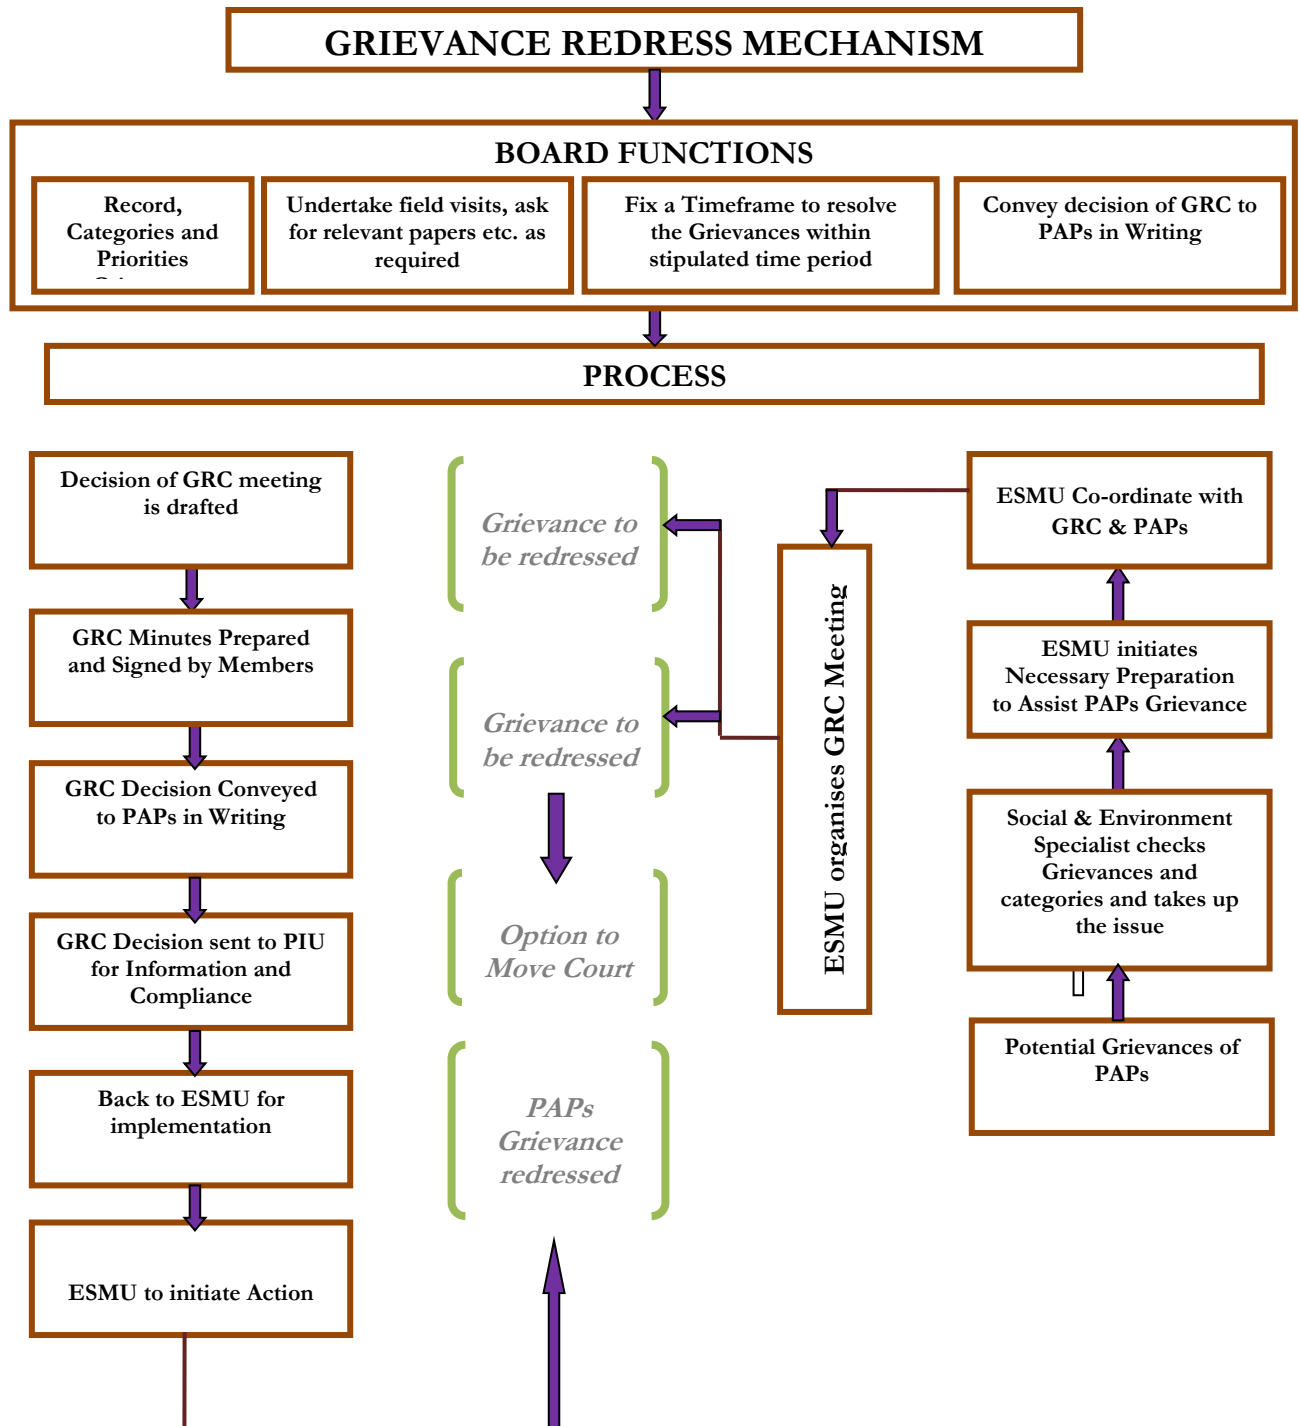 GRIEVANCE REDRESS MECHANISM
BOARD FUNCTIONS
Record,
Categories and
Priorities
Undertake field visits, ask
for relevant papers etc. as
required
Fix a Timeframe to resolve
the Grievances within
stipulated time period
Convey decision of GRC to
PAPs in Writing
PROCESS
Decision of GRC meeting
is drafted
GRC Minutes Prepared
and Signed by Members
GRC Decision Conveyed
to PAPs in Writing
GRC Decision sent to PIU
for Information and
Compliance
Back to ESMU for
implementation
ESMU to initiate Action
Grievance to
be redressed
Grievance to
be redressed
Option to
Move Court
PAPs
Grievance
redressed
ESMU organises GRC Meeting
ESMU Co-ordinate with
GRC & PAPs
ESMU initiates
Necessary Preparation
to Assist PAPs Grievance
Social & Environment
Specialist checks
Grievances and
categories and takes up
the issue
Potential Grievances of
PAPs